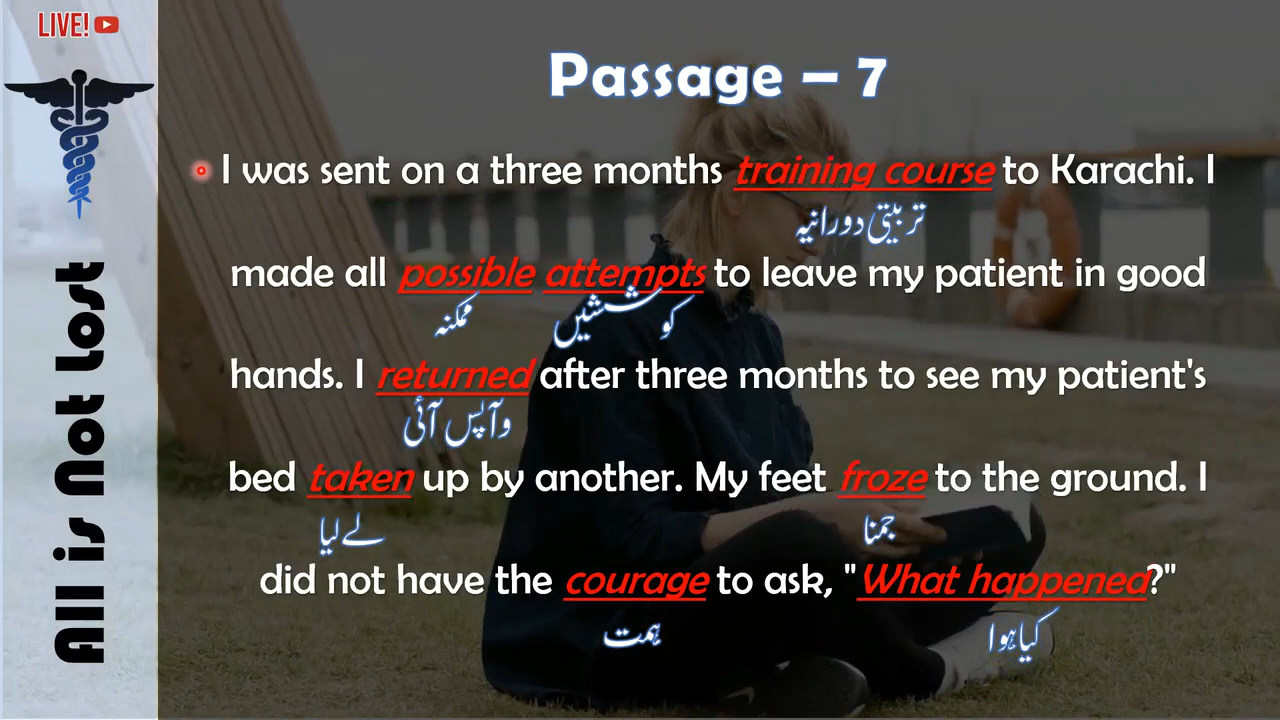 LIVE!
All is Not Lost
Passage – 7
I was sent on a three months training course to Karachi. I
تربیتی دورانیہ
made all possible attempts to leave my patient in good
ممکنہ کوششیں
hands. I returned after three months to see my patient's
وآپس آئی
bed taken up by another. My feet froze to the ground. I
لے لیا جمنا
did not have the courage to ask, "What happened?"
ہمت کیا ہوا